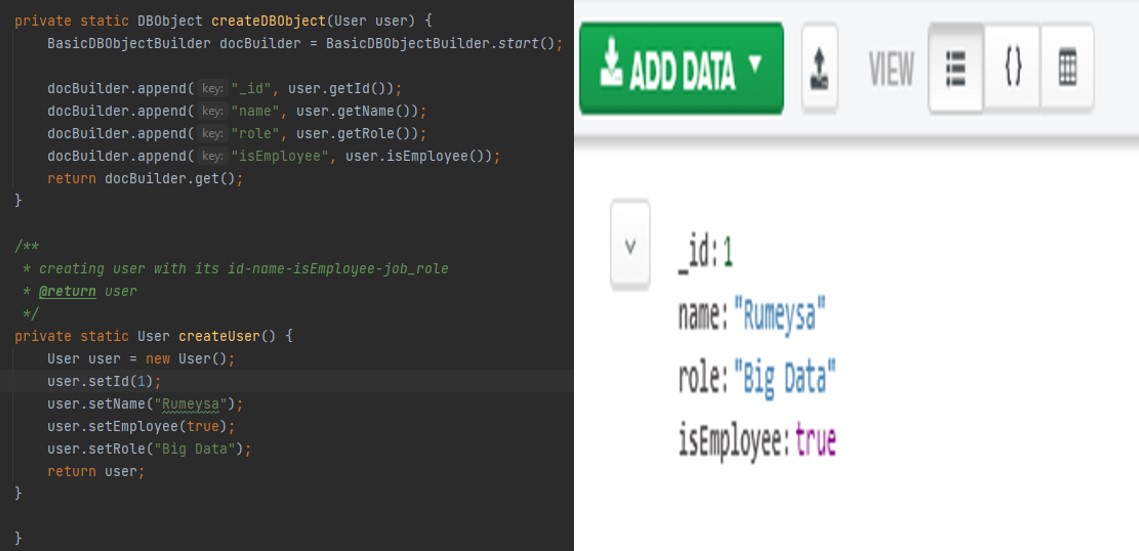 private static DBObject createDBObject(User user) {
BasicDBObjectBuilder docBuilder = BasicDBObjectBuilder.start();
docBuilder.append( key: "_id", user.getId());
docBuilder.append( key: "name", user.getName());
docBuilder.append( key: "role", user.getRole());
docBuilder.append( key: "isEmployee", user.isEmployee());
return docBuilder.get();
}
/**
* creating user with its id-name-isEmployee-job_role
* @return user
*/
private static User createUser() {
User user = new User();
user.setId(1);
user.setName("Rumeysa");
user.setEmployee(true);
user.setRole("Big Data");
return user;
}
}
ADD DATA
VIEW
{}
_id: 1
name: "Rumeysa"
role: "Big Data"
isEmployee: true